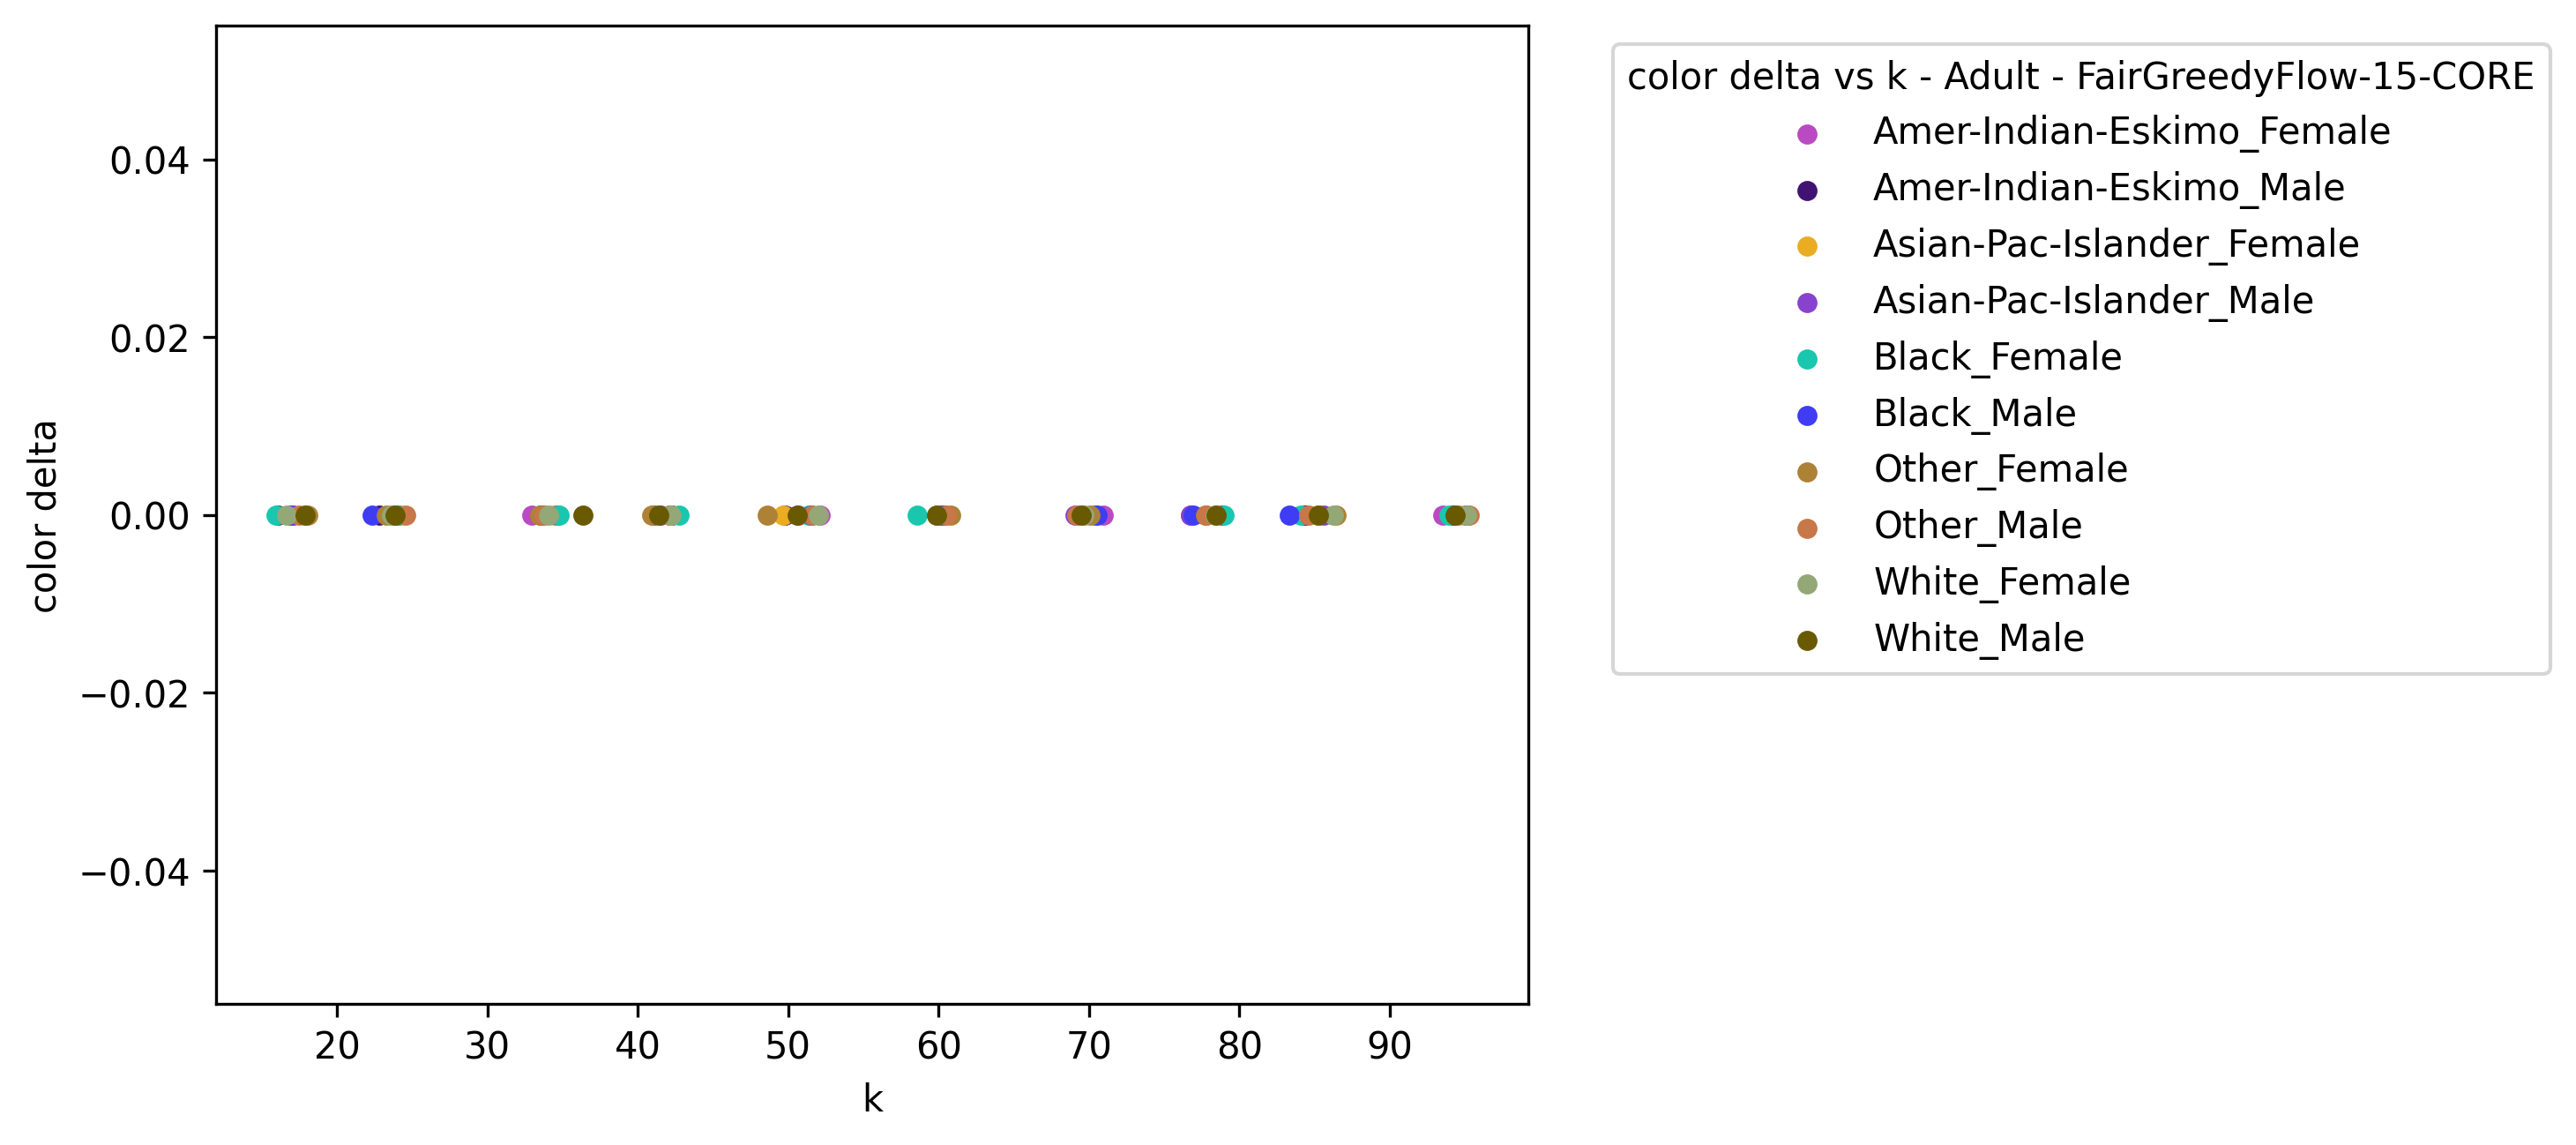 0.04
0.02
0.00
−0.02
−0.04
color delta
20 30 40 50 60 70 80 90
k
color delta vs k - Adult - FairGreedyFlow-15-CORE
Amer-Indian-Eskimo_Female
Amer-Indian-Eskimo_Male
Asian-Pac-Islander_Female
Asian-Pac-Islander_Male
Black_Female
Black_Male
Other_Female
Other_Male
White_Female
White_Male